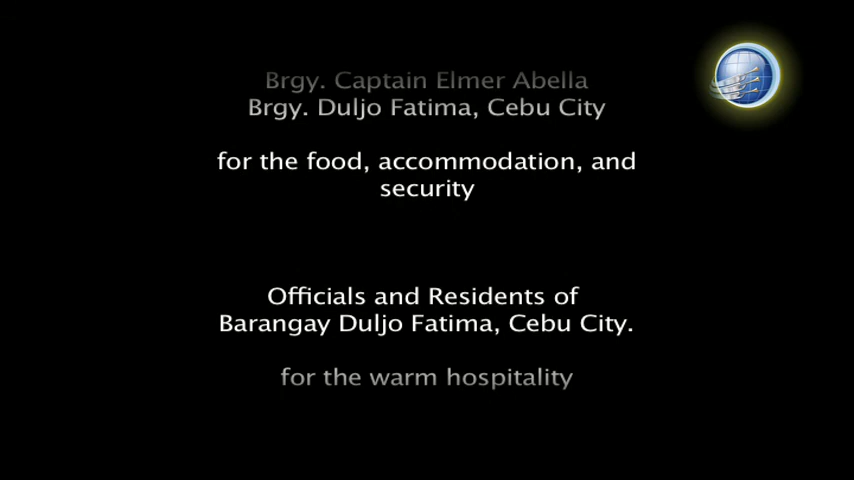 Brgy. Captain Elmer Abella
Brgy. Duljo Fatima, Cebu City
for the food, accommodation, and
security
Officials and Residents of
Barangay Duljo Fatima, Cebu City.
for the warm hospitality